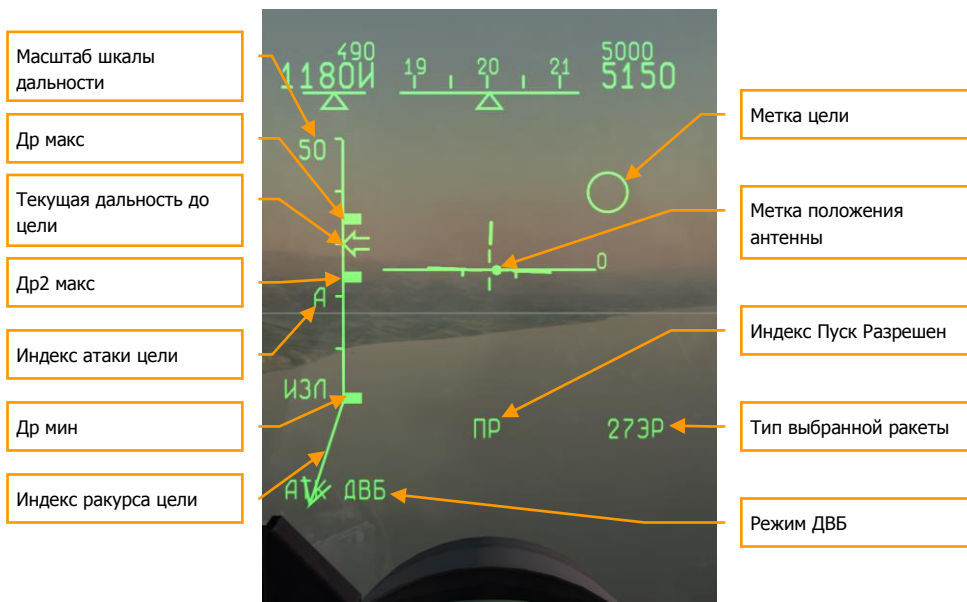 Масштаб шкалы
дальности
Др макс
Текущая дальность до
цели
Др2 макс
Индекс атаки цели
Др мин
Индекс ракурса цели
490
1180И
19 20 21
5000
5150
50
0
А
ИЗЛ
ПР
27ЭР
АТК ДВБ
Метка цели
Метка положения
антенны
Индекс Пуск Разрешен
Тип выбранной ракеты
Режим ДВБ